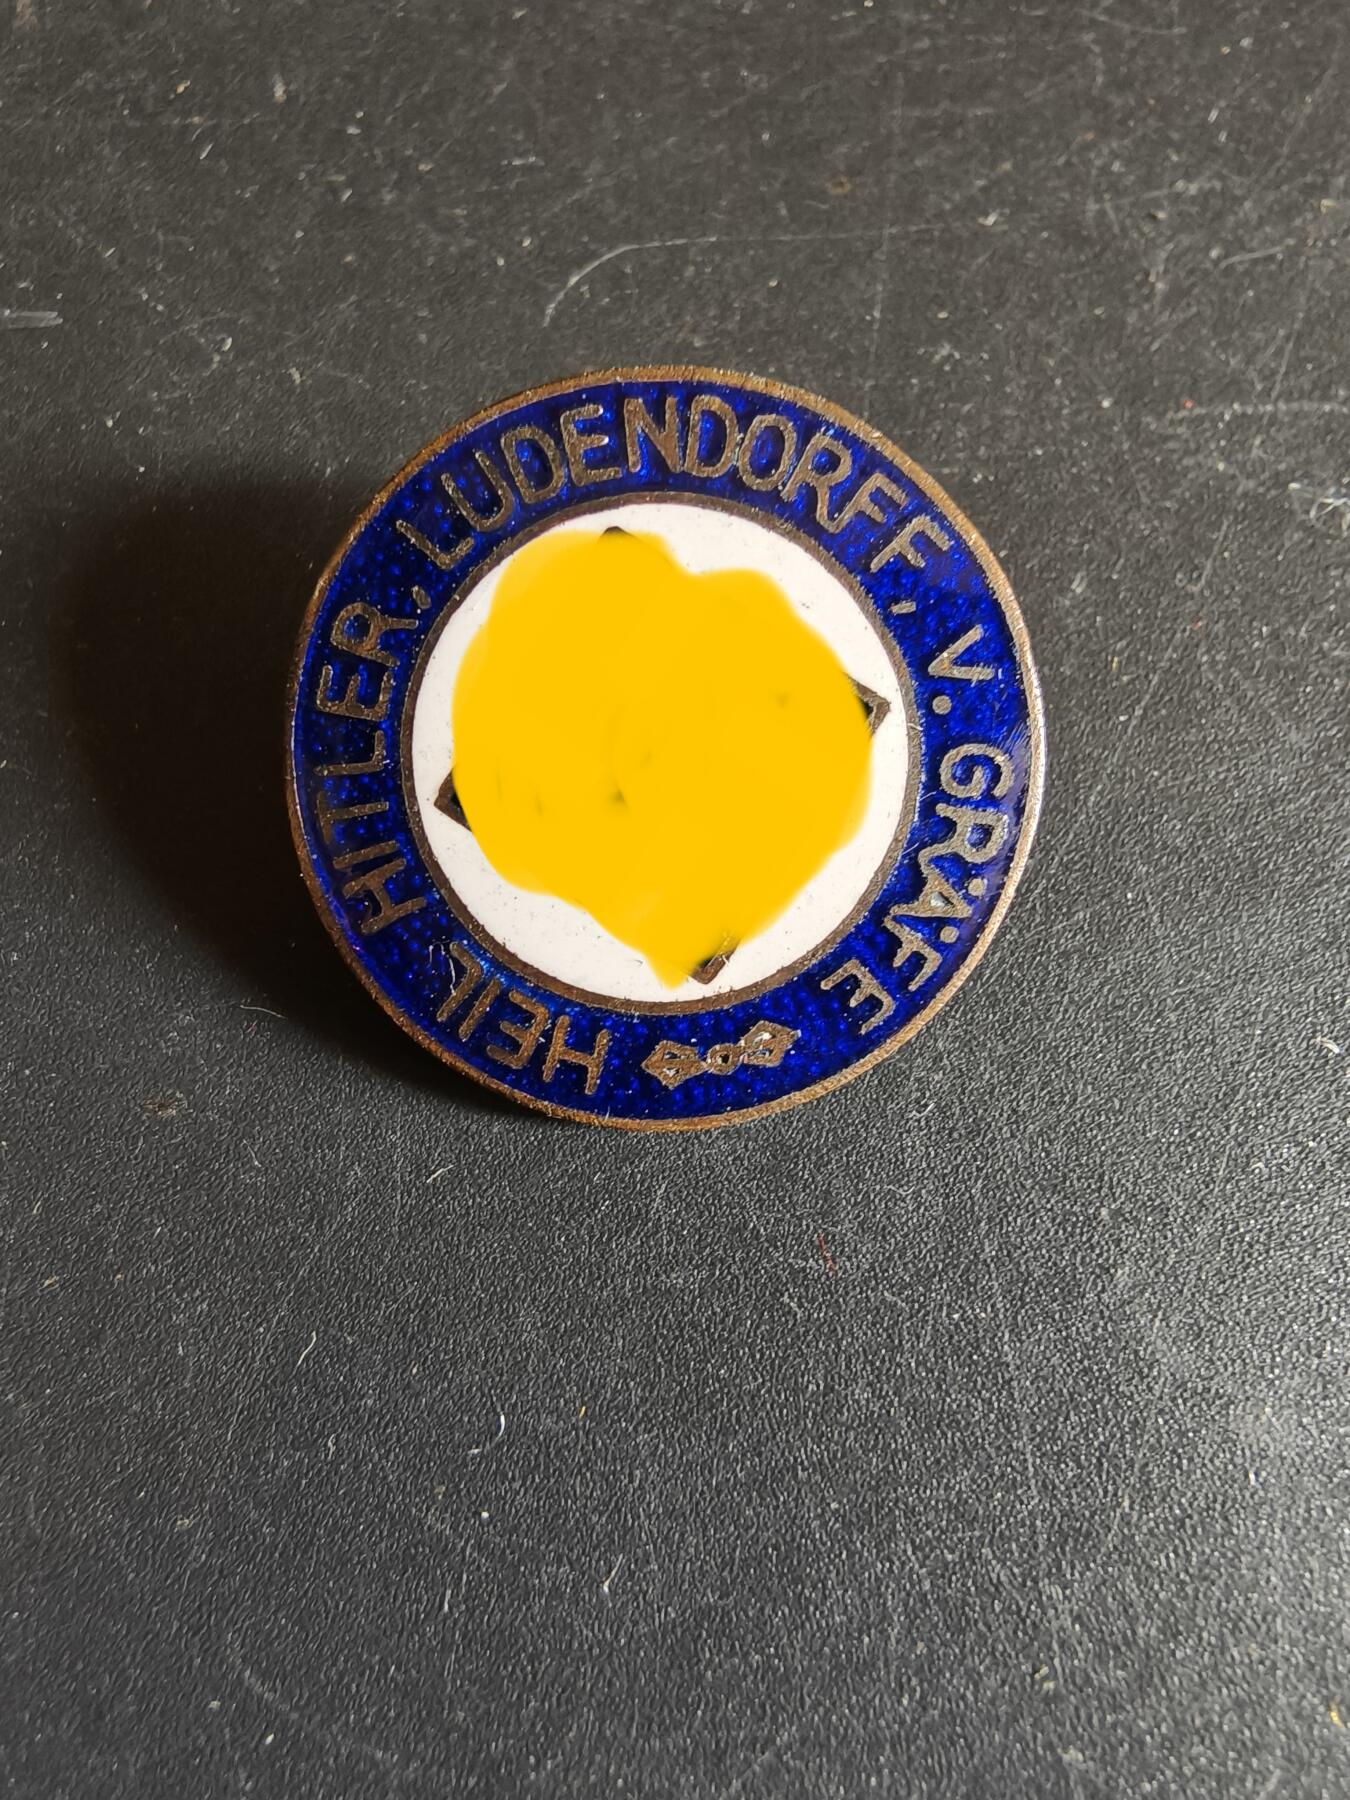 HEIL HITLER, LUDENDORFF, V. GRÄFE